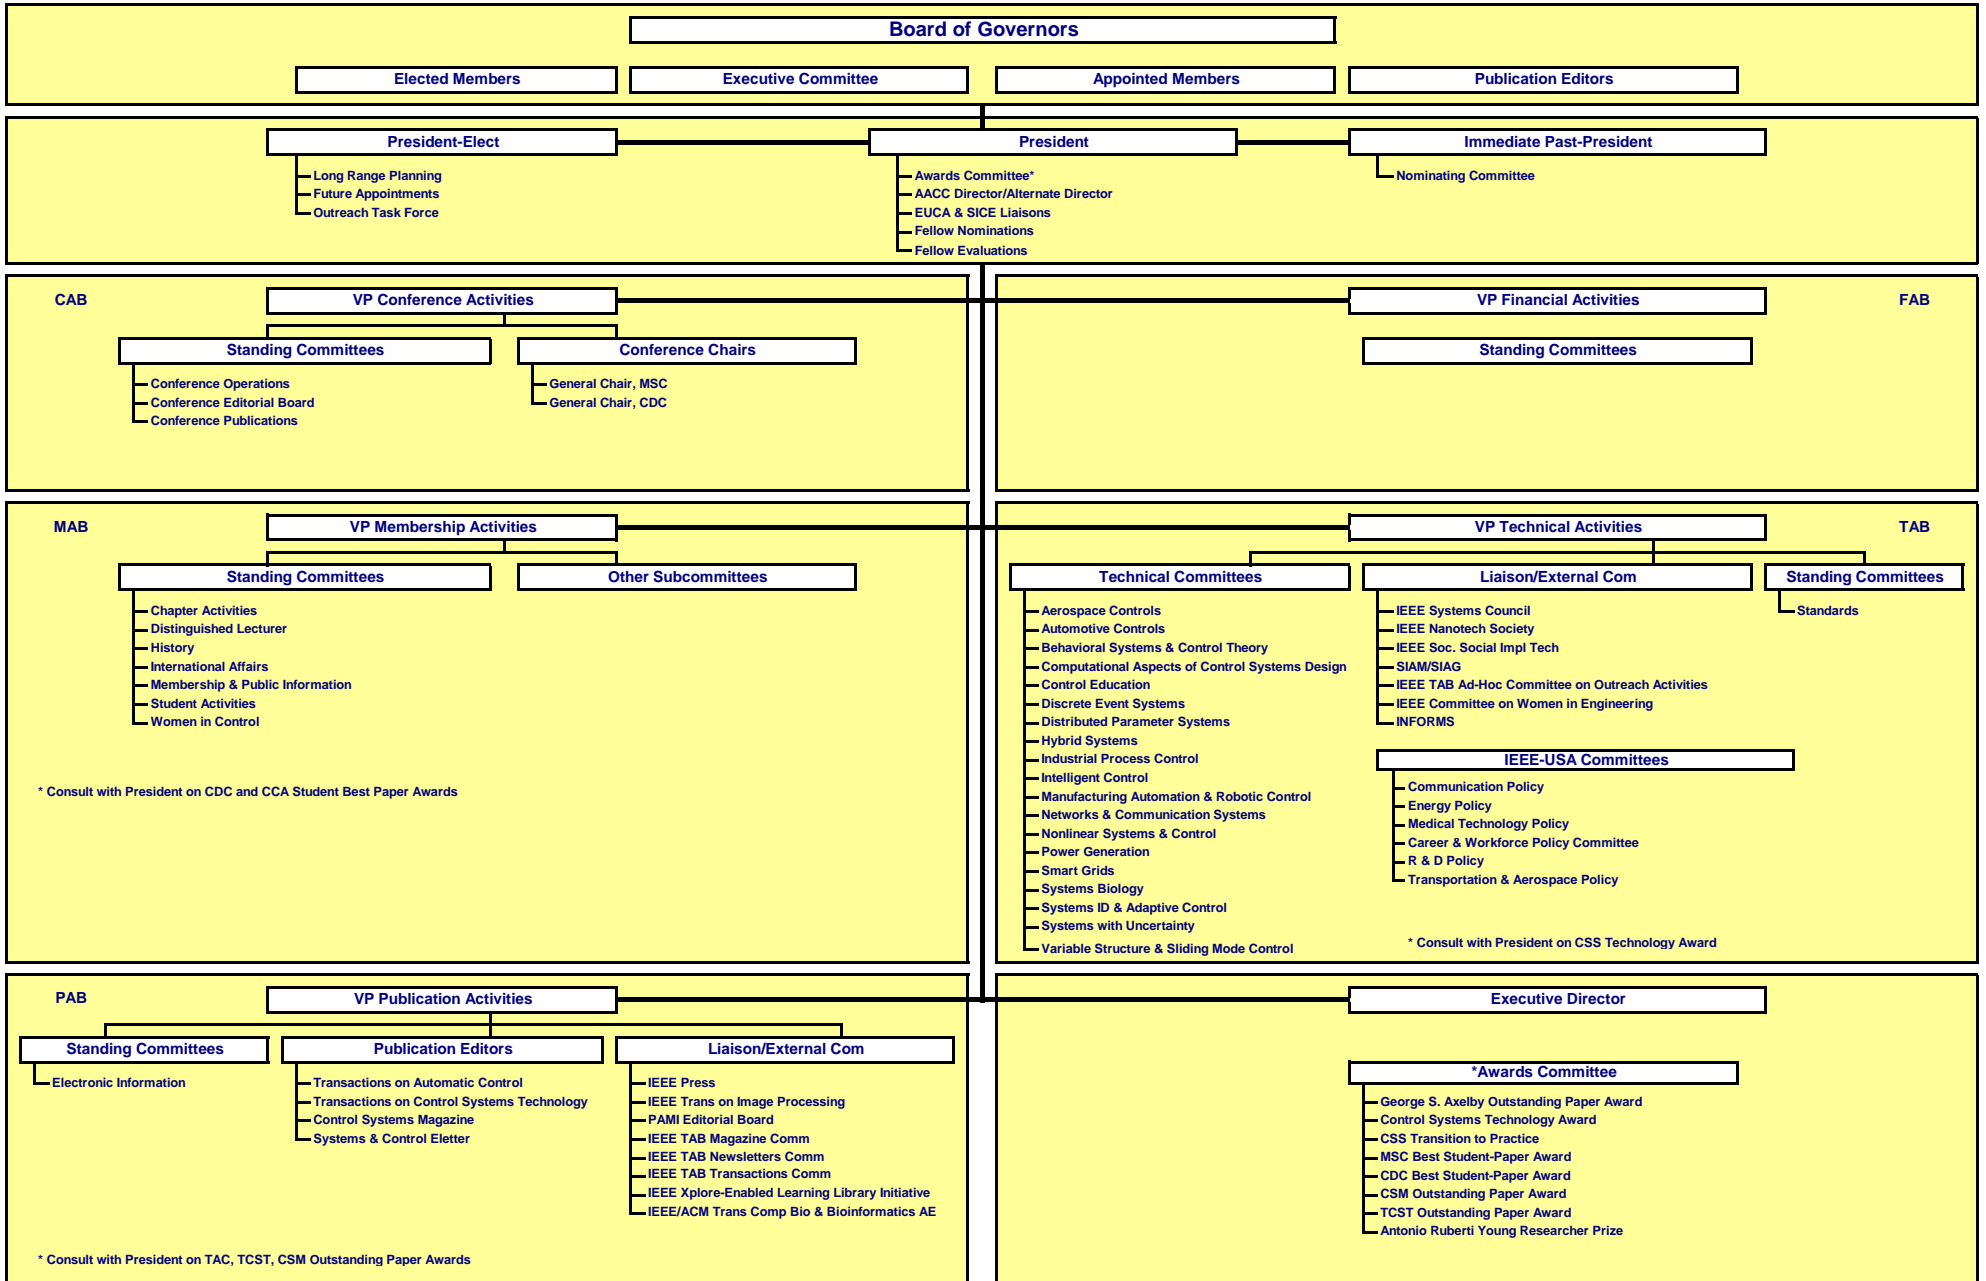 Board of Governors
Elected Members
Executive Committee
Appointed Members
Publication Editors
President-Elect
President
Immediate Past-President
Long Range Planning
Future Appointments
Outreach Task Force
Awards Committee*
AACC Director/Alternate Director
EUCA & SICE Liaisons
Fellow Nominations
Fellow Evaluations
Nominating Committee
CAB
VP Conference Activities
Standing Committees
Conference Chairs
Conference Operations
Conference Editorial Board
Conference Publications
General Chair, MSC
General Chair, CDC
VP Financial Activities
FAB
Standing Committees
MAB
VP Membership Activities
Standing Committees
Other Subcommittees
Chapter Activities
Distinguished Lecturer
History
International Affairs
Membership & Public Information
Student Activities
Women in Control
* Consult with President on CDC and CCA Student Best Paper Awards
VP Technical Activities
TAB
Technical Committees
Liaison/External Com
Standing Committees
Aerospace Controls
Automotive Controls
Behavioral Systems & Control Theory
Computational Aspects of Control Systems Design
Control Education
Discrete Event Systems
Distributed Parameter Systems
Hybrid Systems
Industrial Process Control
Intelligent Control
Manufacturing Automation & Robotic Control
Networks & Communication Systems
Nonlinear Systems & Control
Power Generation
Smart Grids
Systems Biology
Systems ID & Adaptive Control
Systems with Uncertainty
Variable Structure & Sliding Mode Control
IEEE Systems Council
IEEE Nanotech Society
IEEE Soc. Social Impl Tech
SIAM/SIAG
IEEE TAB Ad-Hoc Committee on Outreach Activities
IEEE Committee on Women in Engineering
INFORMS
Standards
IEEE-USA Committees
Communication Policy
Energy Policy
Medical Technology Policy
Career & Workforce Policy Committee
R & D Policy
Transportation & Aerospace Policy
* Consult with President on CSS Technology Award
PAB
VP Publication Activities
Standing Committees
Publication Editors
Liaison/External Com
Electronic Information
Transactions on Automatic Control
Transactions on Control Systems Technology
Control Systems Magazine
Systems & Control Eletter
IEEE Press
IEEE Trans on Image Processing
PAMI Editorial Board
IEEE TAB Magazine Comm
IEEE TAB Newsletters Comm
IEEE TAB Transactions Comm
IEEE Xplore-Enabled Learning Library Initiative
IEEE/ACM Trans Comp Bio & Bioinformatics AE
* Consult with President on TAC, TCST, CSM Outstanding Paper Awards
Executive Director
*Awards Committee
George S. Axelby Outstanding Paper Award
Control Systems Technology Award
CSS Transition to Practice
MSC Best Student-Paper Award
CDC Best Student-Paper Award
CSM Outstanding Paper Award
TCST Outstanding Paper Award
Antonio Ruberti Young Researcher Prize